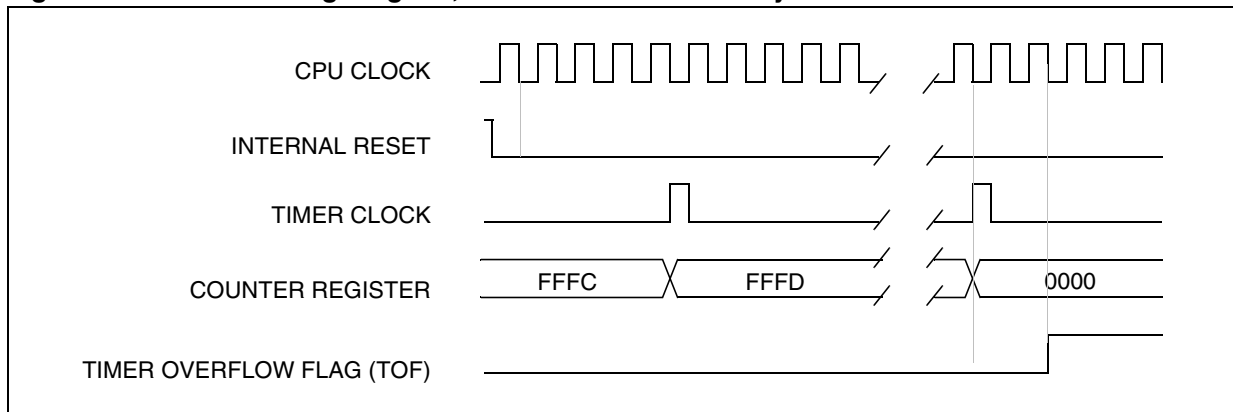 CPU CLOCK
INTERNAL RESET
TIMER CLOCK
COUNTER REGISTER FFFC FFFD 0000
TIMER OVERFLOW FLAG (TOF)